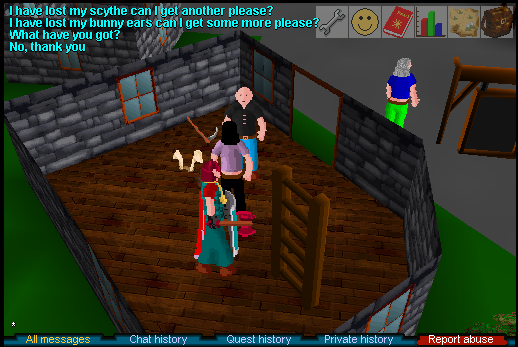 I have lost my scythe can I get another please?
I have lost my bunny ears can I get some more please?
What have you got?
No, thank you
*
All messages
Chat history
Quest history
Private history
Report abuse